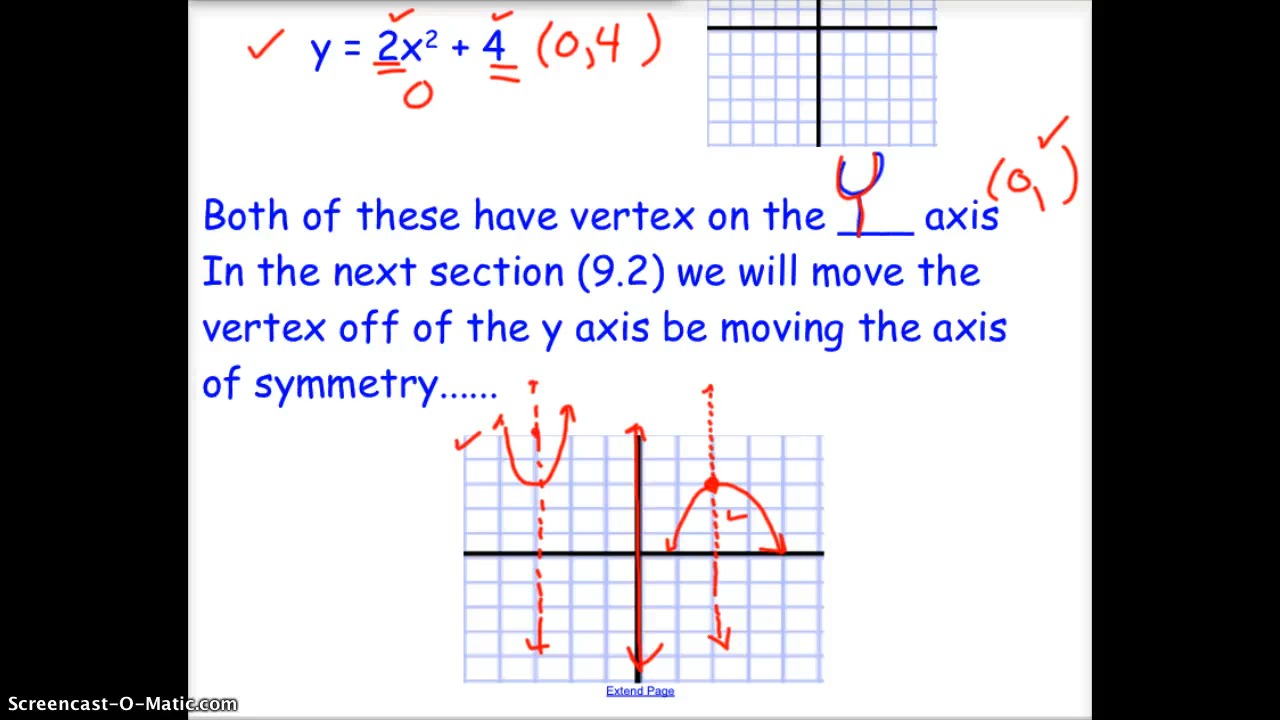 y = 2x² + 4 (0,4)
0
(0, )
Both of these have vertex on the y axis
In the next section (9.2) we will move the
vertex off of the y axis be moving the axis
of symmetry......
Extend Page
Screencast-O-Matic.com